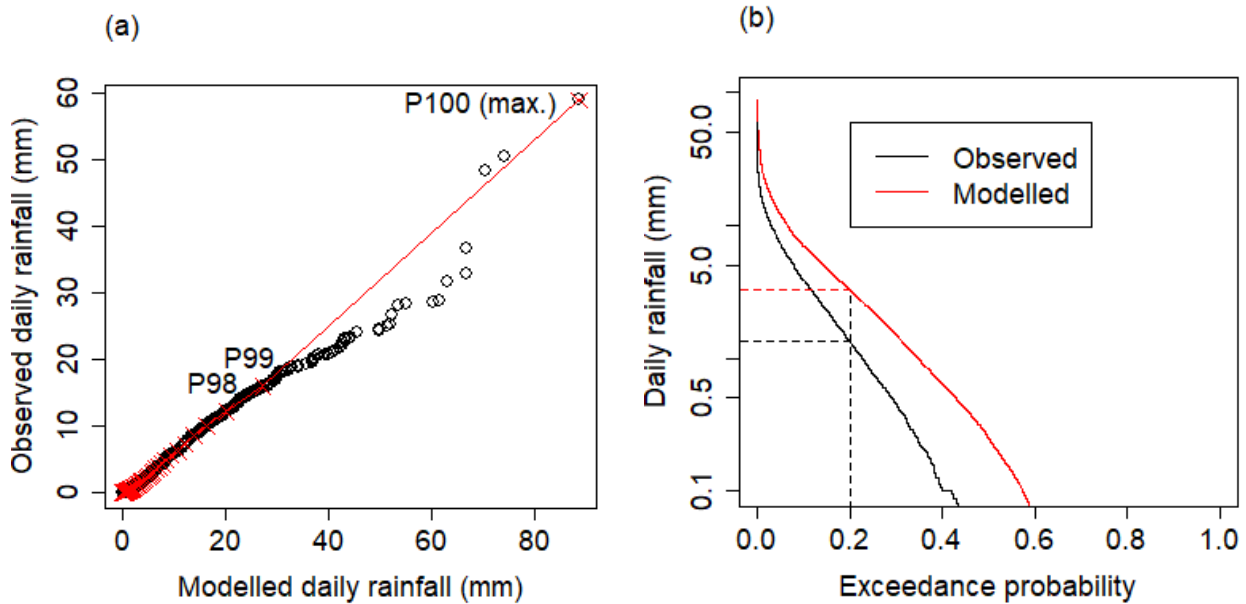 (a)
Observed daily rainfall (mm)
0 10 20 30 40 50 60
P100 (max.)
P99
P98
0 20 40 60 80
Modelled daily rainfall (mm)
(b)
Daily rainfall (mm)
0.1 0.5 5.0 50.0
Observed
Modelled
0.0 0.2 0.4 0.6 0.8 1.0
Exceedance probability